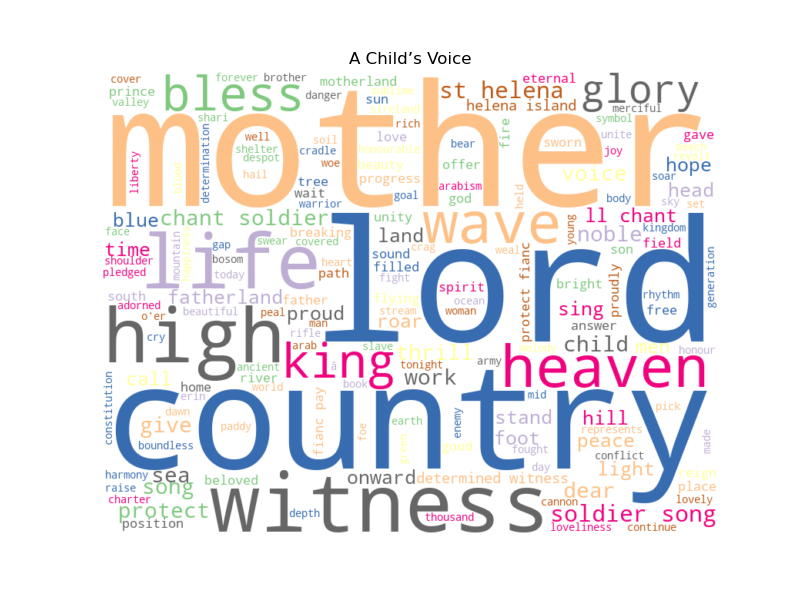 A Child’s Voice
cover
forever
brother
motherland
eternal
prince
bless
danger
sun
st helena
glory
valley
helena island
merciful
shari
mother
rich
symbol
gave
liberty
determination
well
soil
love
fire
sworn
unite
shelter
cradle
bear
joy
hope
despot
woe
beauty
offer
voice
soar
hail
tree
progress
goal
arabism
body
head
wait
god
held
sky
set
warrior
blue
chant soldier
unity
wave
ll chant
kingdom
face
gap
swear
covered
breaking
land
young
noble
field
time
life
sound
crag
weal
son
shoulder
mountain
bosom
heart
filled
lord
pledged
today
path
fight
protect fianc
bright
proudly
generation
south
fatherland
father
flying
spirit
ocean
rhythm
adorned
beautiful
proud
stream
woman
sing
free
o'er
peal
man
roar
answer
high
rifle
child
men
honour
cry
arab
slave
thrill
king
tonight
army
heaven
ancient
call
river
book
work
constitution
home
world
erin
country
mid
pick
dawn
give
fianc pay
earth
stand
hill
made
paddy
foe
green
enemy
foot
represents
boundless
good
fought
peace
conflict
harmony
sea
day
light
reign
raise
song
beloved
onward
determined witness
place
charter
witness
dear
lovely
protect
cannon
position
depth
thousand
soldier song
loveliness
continue